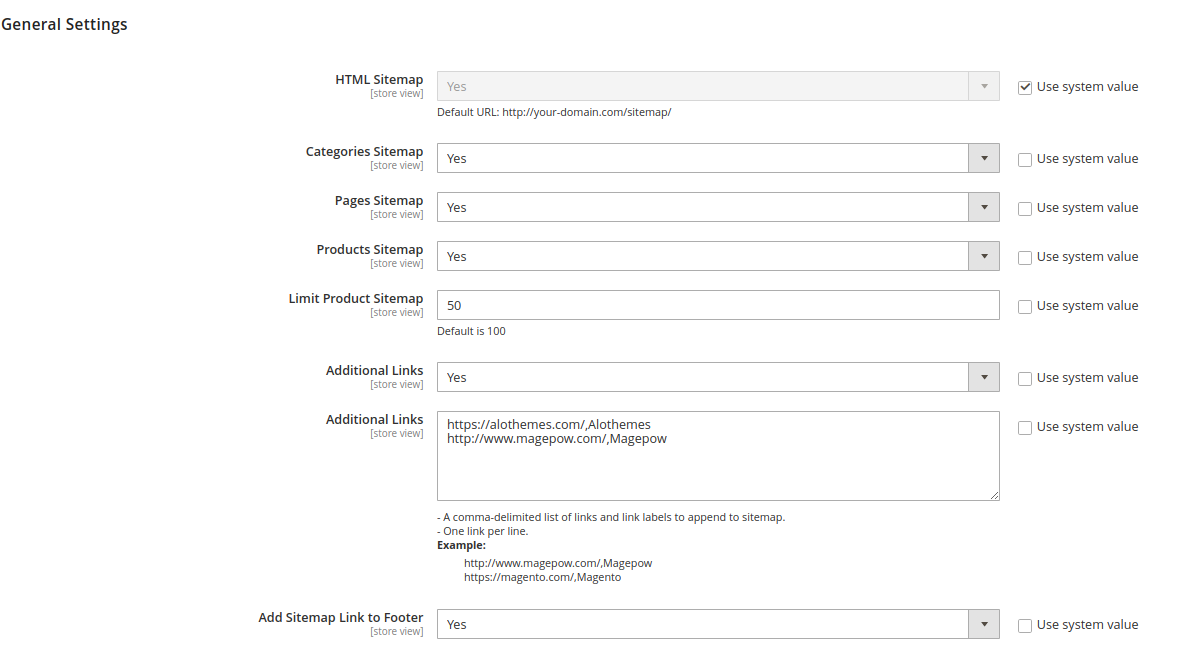 General Settings
HTML Sitemap
[store view]
Yes
Use system value
Default URL: http://your-domain.com/sitemap/
Categories Sitemap
[store view]
Yes
Use system value
Pages Sitemap
[store view]
Yes
Use system value
Products Sitemap
[store view]
Yes
Use system value
Limit Product Sitemap
[store view]
50
Use system value
Default is 100
Additional Links
[store view]
Yes
Use system value
Additional Links
[store view]
https://alothemes.com/,Alothemes
http://www.magepow.com/,Magepow
Use system value
- A comma-delimited list of links and link labels to append to sitemap.
- One link per line.
Example:
http://www.magepow.com/,Magepow
https://magento.com/,Magento
Add Sitemap Link to Footer
[store view]
Yes
Use system value